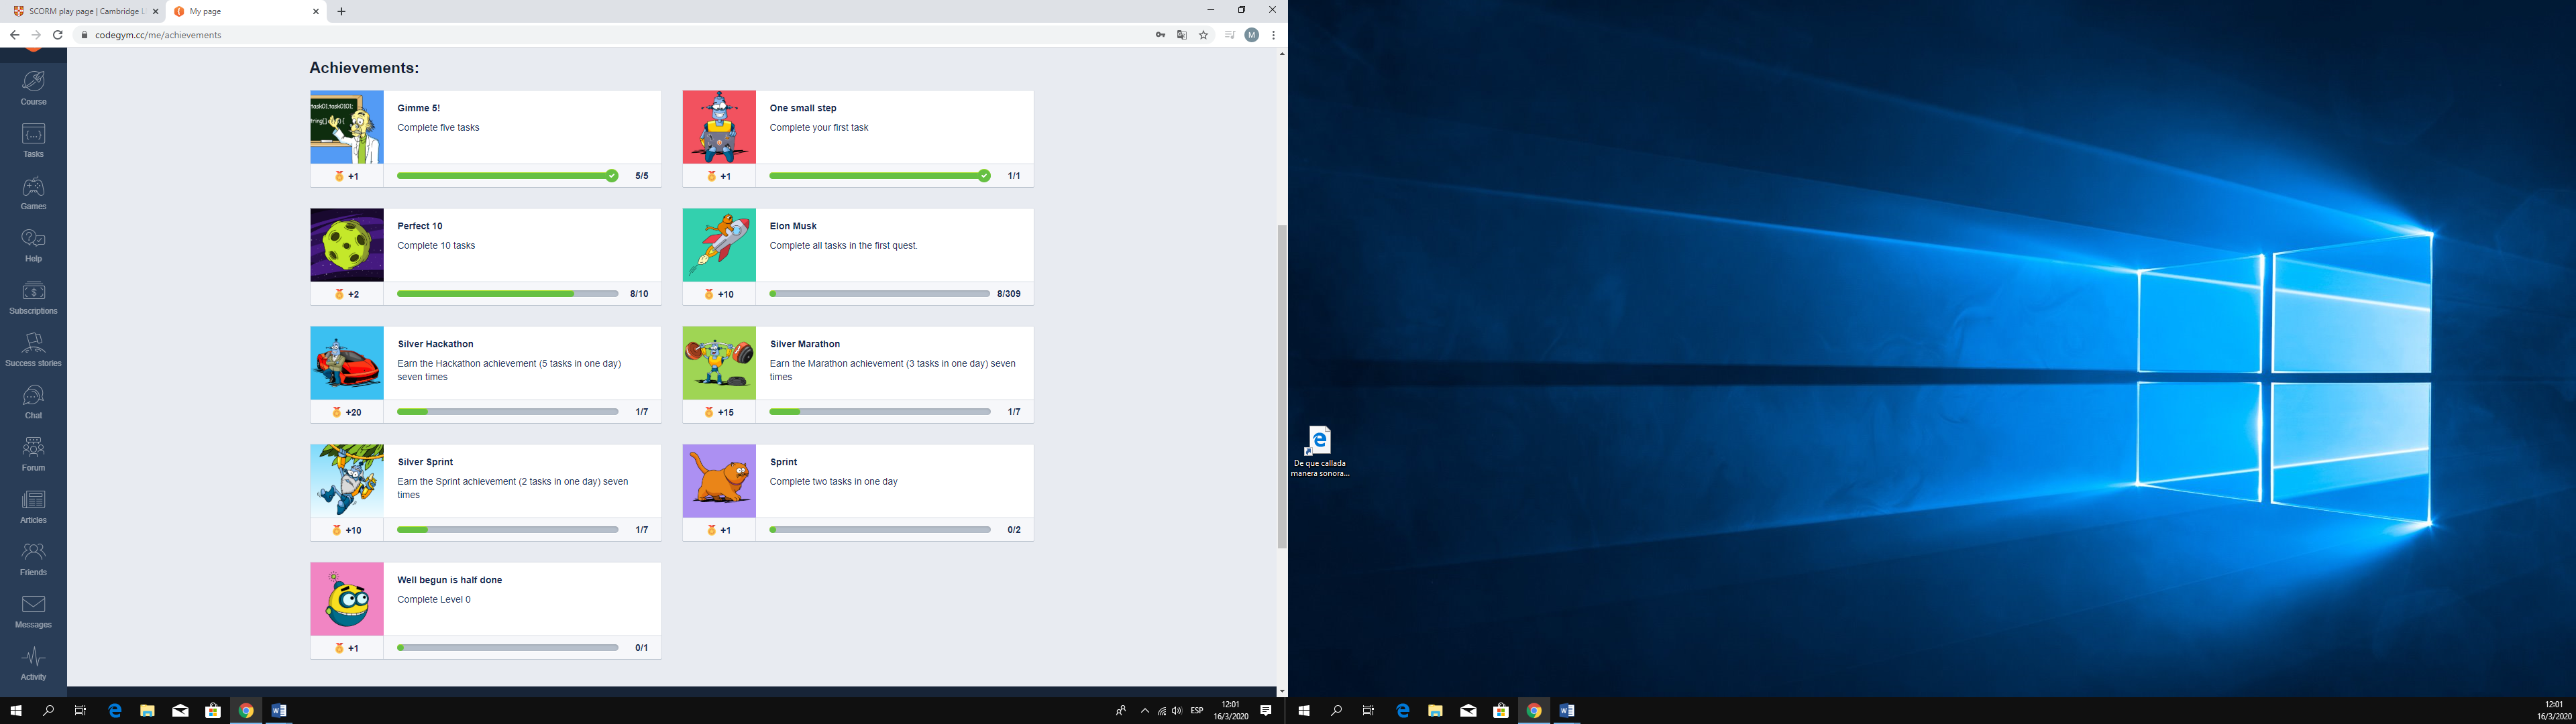 SCORM play page | Cambridge L
My page
codegym.cc/me/achievements
M
Course
Tasks
Games
Help
Subscriptions
Success stories
Chat
Forum
Articles
Friends
Messages
Activity
Achievements:
Gimme 5!
Complete five tasks
+1
5/5
One small step
Complete your first task
+1
1/1
Perfect 10
Complete 10 tasks
+2
8/10
Elon Musk
Complete all tasks in the first quest.
+10
8/309
Silver Hackathon
Earn the Hackathon achievement (5 tasks in one day)
seven times
+20
1/7
Silver Marathon
Earn the Marathon achievement (3 tasks in one day) seven
times
+15
1/7
Silver Sprint
Earn the Sprint achievement (2 tasks in one day) seven
times
+10
1/7
Sprint
Complete two tasks in one day
+1
0/2
Well begun is half done
Complete Level 0
+1
0/1
De que callada
manera sonora...
ESP
12:01
16/3/2020
12:01
16/3/2020